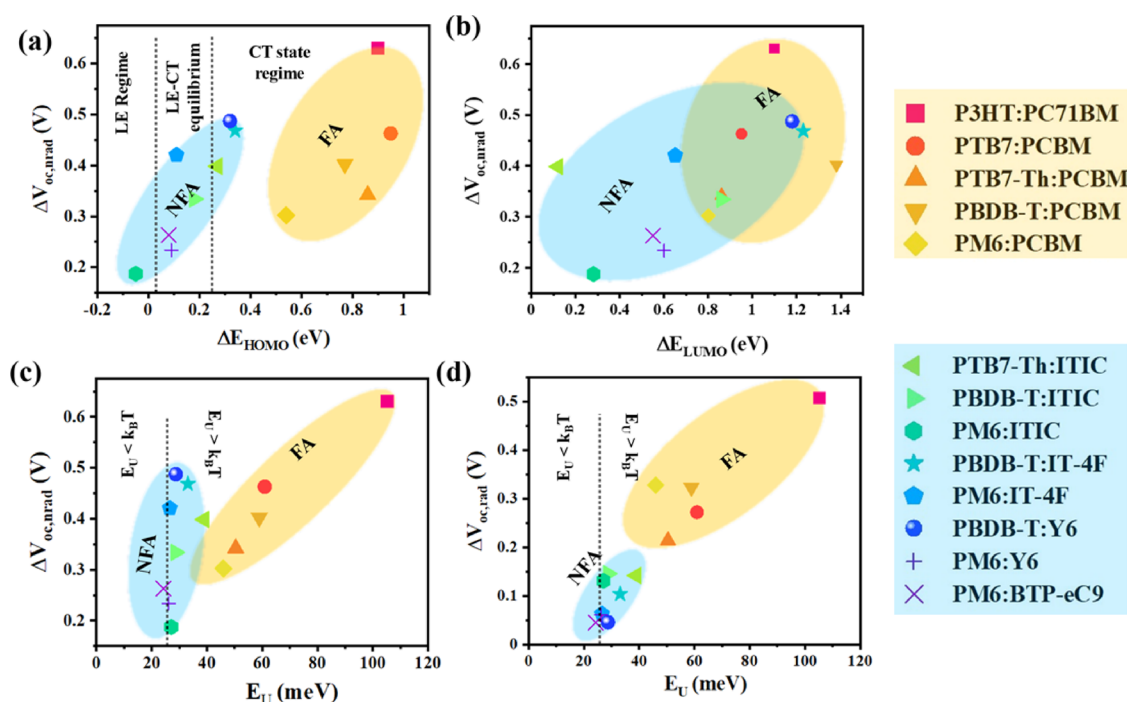 (a)
LE Regime
LE-CT
equilibrium
CT state
regime
FA
NFA
ΔVoc,nrad (V)
0.6
0.5
0.4
0.3
0.2
-0.2 0 0.2 0.4 0.6 0.8 1
ΔEHOMO (eV)
(b)
FA
NFA
ΔVoc,nrad (V)
0.6
0.5
0.4
0.3
0.2
0 0.2 0.4 0.6 0.8 1.0 1.2 1.4
ΔELUMO (eV)
P3HT:PC71BM
PTB7:PCBM
PTB7-Th:PCBM
PBDB-T:PCBM
PM6:PCBM
(c)
EU < kBT
EU > kBT
FA
NFA
ΔVoc,nrad (V)
0.6
0.5
0.4
0.3
0.2
0 20 40 60 80 100 120
EU (meV)
(d)
EU < kBT
EU > kBT
FA
NFA
ΔVoc,rad (V)
0.5
0.4
0.3
0.2
0.1
0
0 20 40 60 80 100 120
EU (meV)
PTB7-Th:ITIC
PBDB-T:ITIC
PM6:ITIC
PBDB-T:IT-4F
PM6:IT-4F
PBDB-T:Y6
PM6:Y6
PM6:BTP-eC9